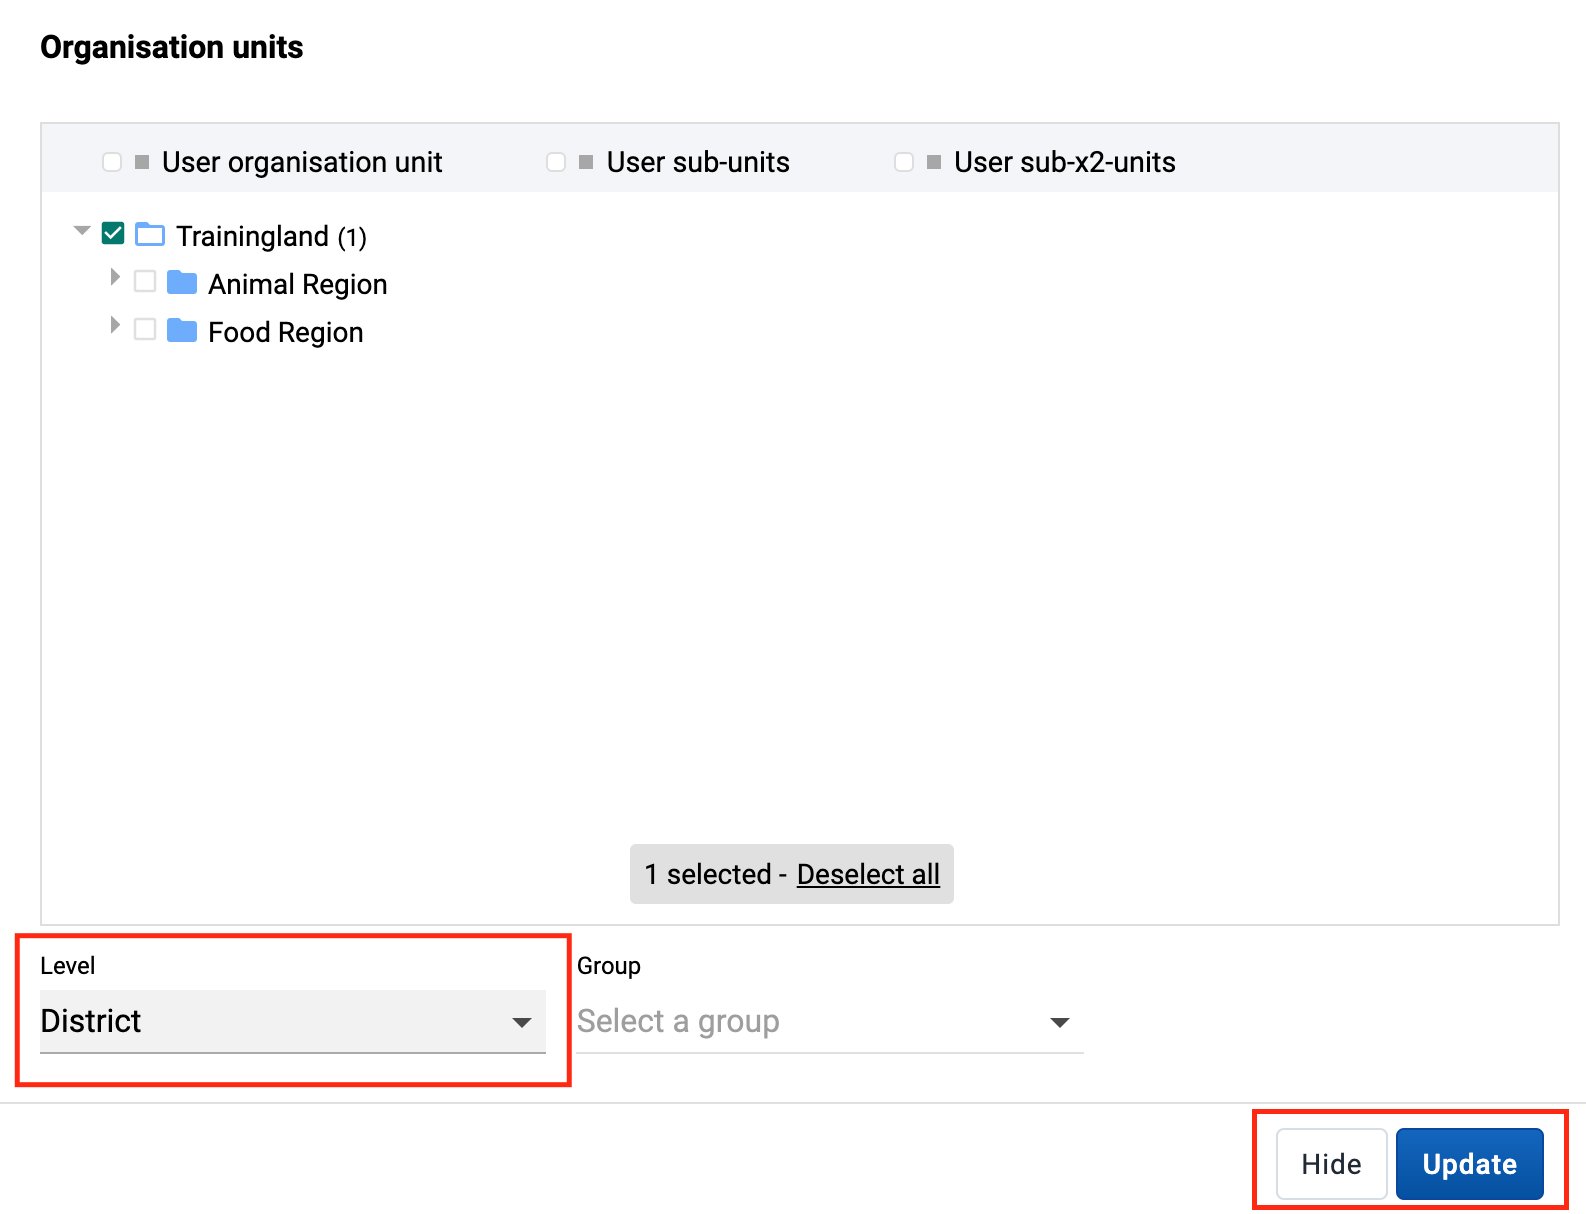 Organisation units
User organisation unit User sub-units User sub-x2-units
Trainingland (1)
Animal Region
Food Region
1 selected - Deselect all
Level Group
District Select a group
Hide Update